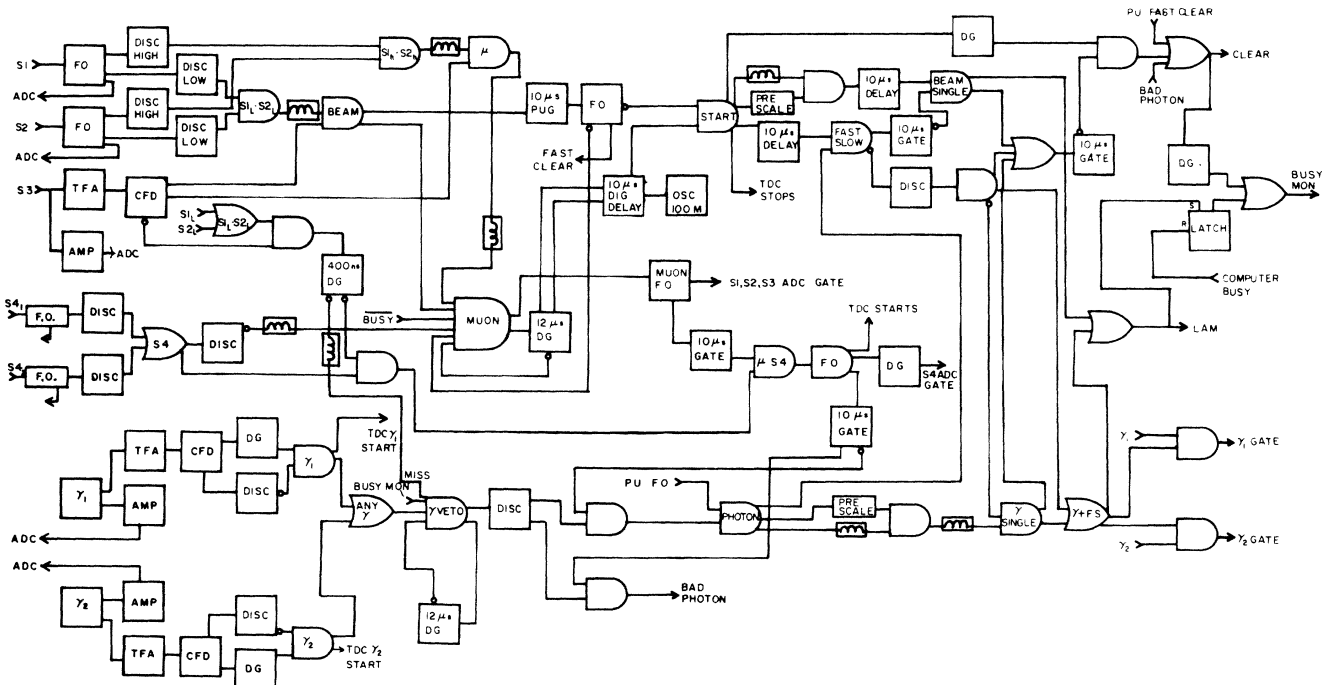 PU FAST CLEAR
CLEAR
BAD
PHOTON
DG
DG.
BUSY
MON
S
R LATCH
COMPUTER
BUSY
LAM
S1
FO
DISC
HIGH
DISC
LOW
ADC
S1h·S2h
μ
S2
FO
DISC
HIGH
DISC
LOW
ADC
S1L·S2L
BEAM
10 μs
PUG
FO
FAST
CLEAR
START
PRE
SCALE
10 μs
DELAY
BEAM
SINGLE
10 μs
DELAY
FAST
SLOW
10 μs
GATE
DISC
10 μs
GATE
TDC
STOPS
S3
TFA
CFD
AMP
ADC
S1L
S2L
S1L·S2L
400ns
DG
10 μs
DIG
DELAY
OSC
100 M
MUON
FO
S1,S2,S3 ADC GATE
BUSY
MUON
12 μs
DG
S4₁
F.O.
DISC
S4
DISC
S4
F.O.
DISC
10 μs
GATE
μ S4
FO
TDC STARTS
DG
S4 ADC
GATE
10 μs
GATE
γ₁
TFA
AMP
CFD
DG
DISC
γ₁
TDC γ₁
START
ADC
ADC
BUSY MON
MISS
ANY
γ
γ VETO
DISC
12 μs
DG
PU FO
PHOTON
PRE
SCALE
γ
SINGLE
γ+FS
γ₁
γ₁ GATE
γ₂
γ₂ GATE
BAD
PHOTON
γ₂
AMP
TFA
CFD
DISC
DG
γ₂
TDC γ₂
START